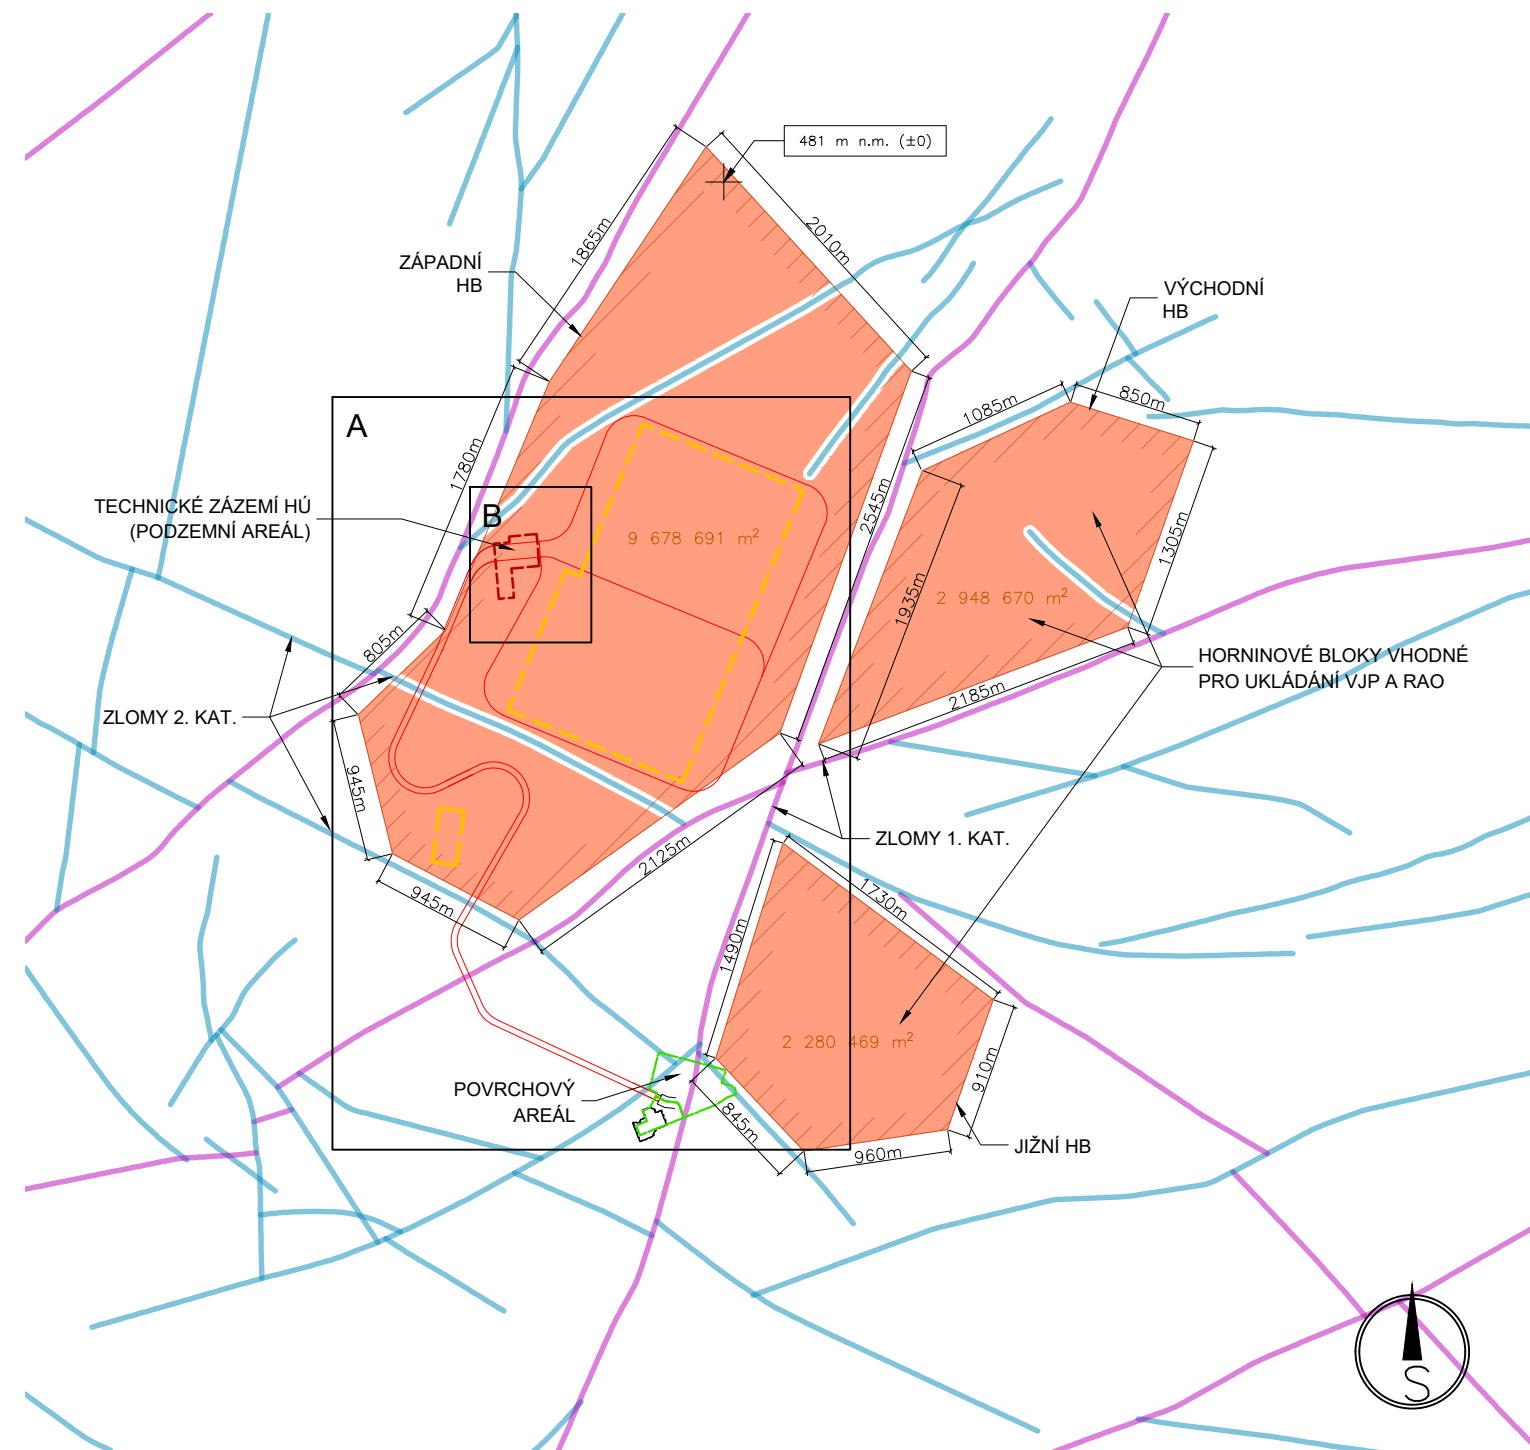 481 m n.m. (±0)
1865m
2010m
ZÁPADNÍ
HB
VÝCHODNÍ
HB
A
1780m
1085m
850m
TECHNICKÉ ZÁZEMÍ HÚ
(PODZEMNÍ AREÁL)
B
9 678 691 m²
2545m
1305m
1935m
2 948 670 m²
805m
HORNINOVÉ BLOKY VHODNÉ
PRO UKLÁDÁNÍ VJP A RAO
2185m
ZLOMY 2. KAT.
945m
ZLOMY 1. KAT.
2125m
945m
1730m
1490m
2 280 469 m²
910m
POVRCHOVÝ
AREÁL
845m
960m
JIŽNÍ HB
S